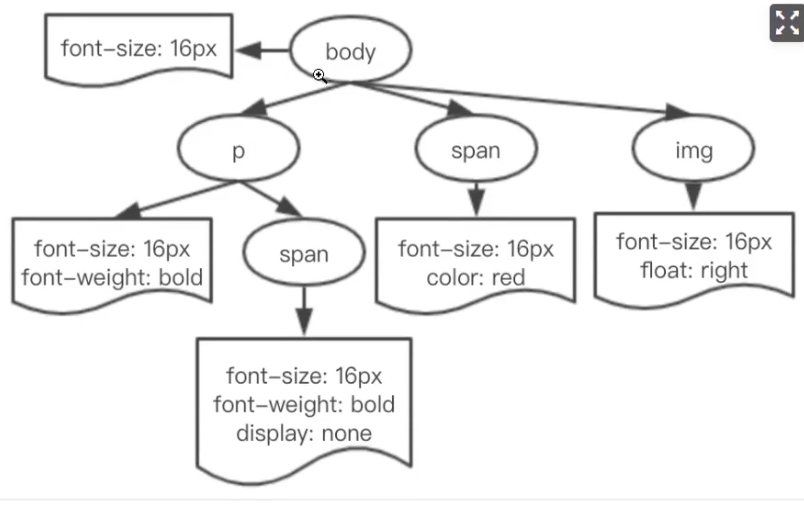 font-size: 16px
body
p
span
img
font-size: 16px
font-weight: bold
span
font-size: 16px
color: red
font-size: 16px
float: right
font-size: 16px
font-weight: bold
display: none